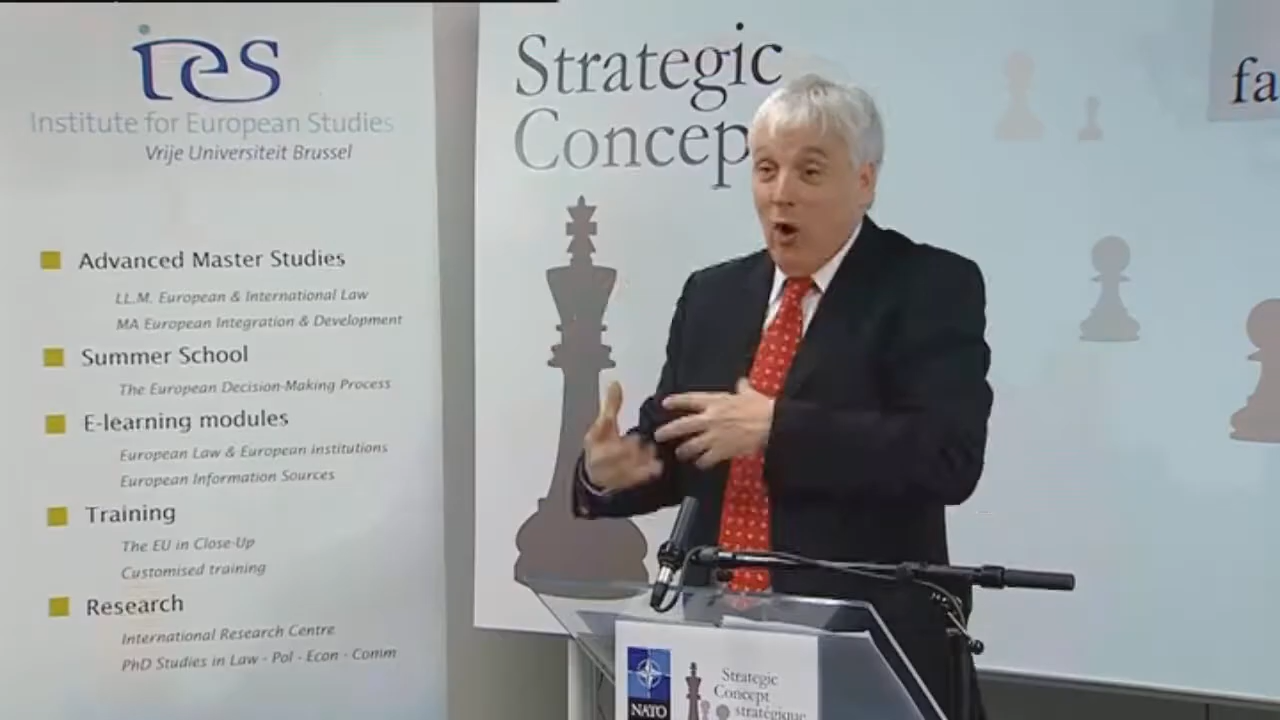 ies
Institute for European Studies
Vrije Universiteit Brussel
Advanced Master Studies
LL.M. European & International Law
MA European Integration & Development
Summer School
The European Decision-Making Process
E-learning modules
European Law & European institutions
European Information Sources
Training
The EU in Close-Up
Customised training
Research
International Research Centre
PhD Studies in Law - Pol - Econ - Comm
Strategic
Concep
fa
NATO
Strategic
Concept
stratégique